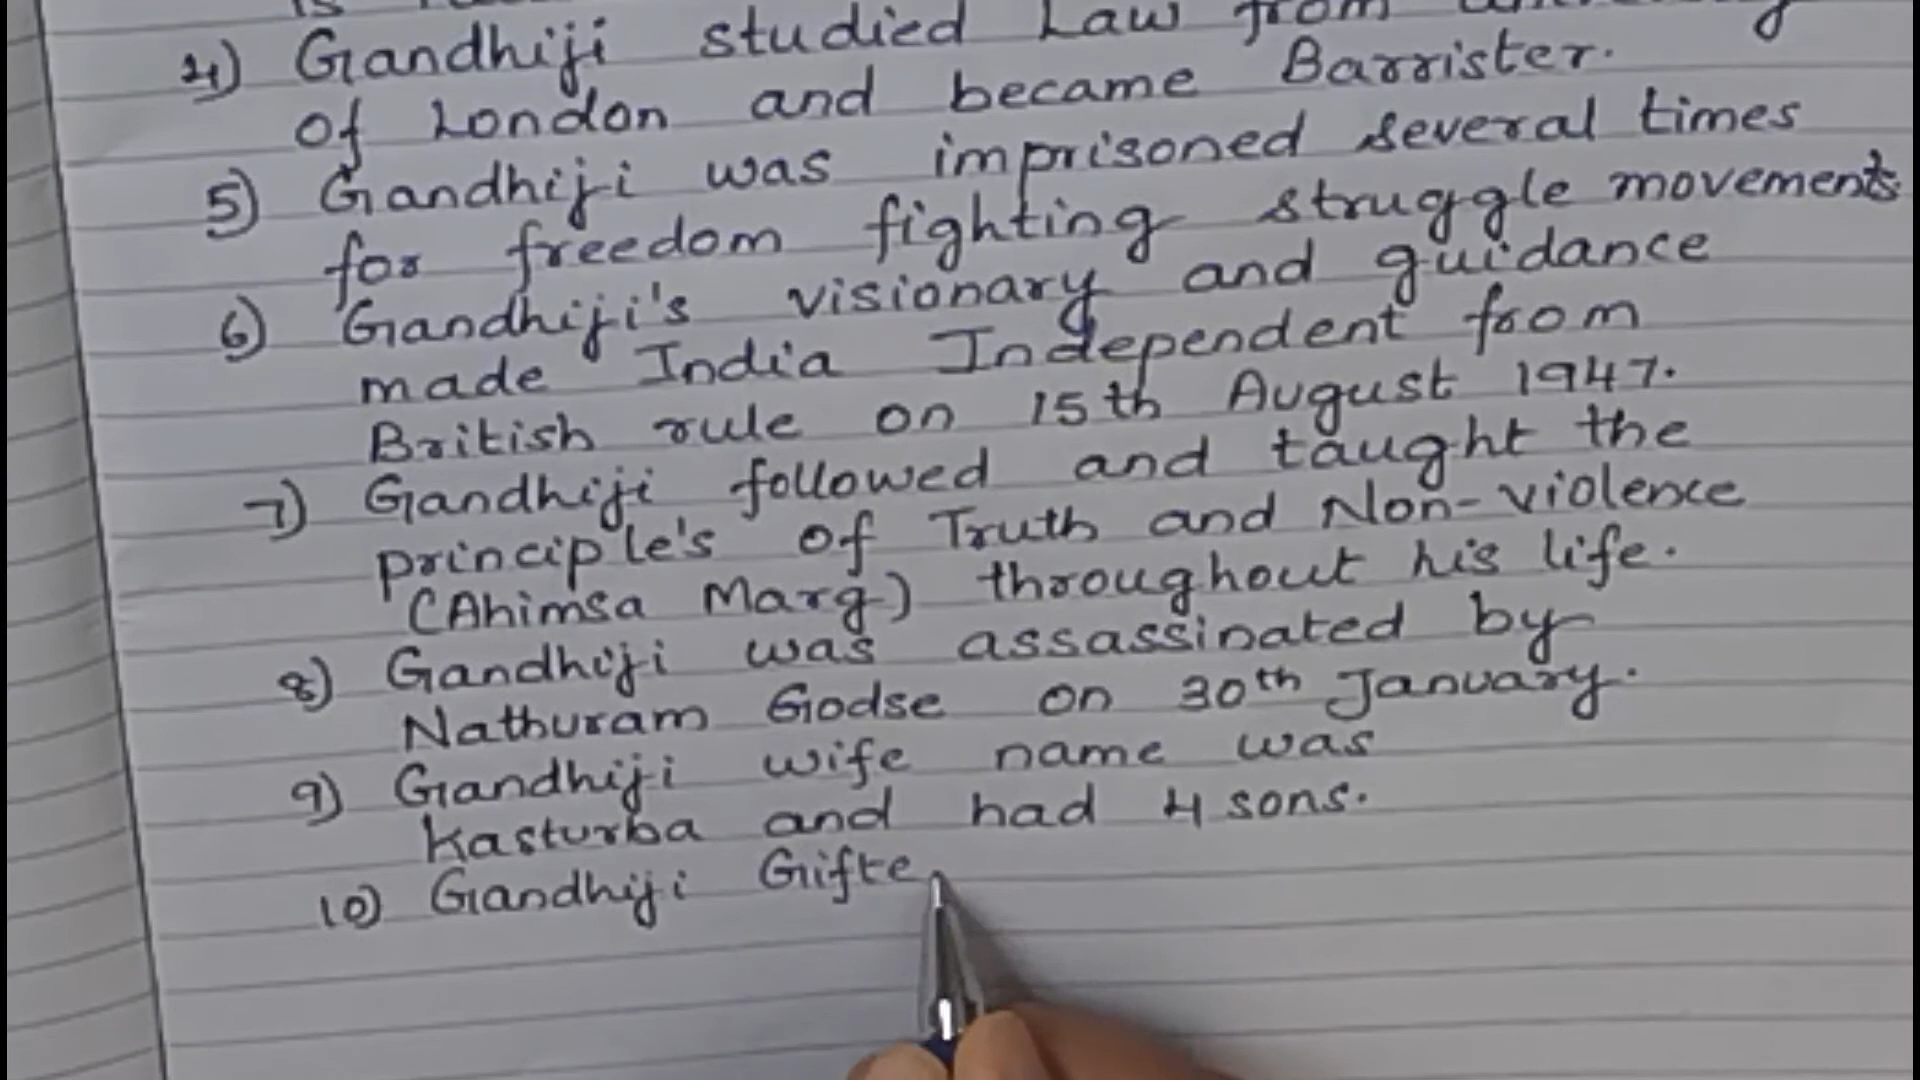 is
4) Gandhiji studied Law from
of London and became Barrister.
5) Gandhiji was imprisoned several times
for freedom fighting struggle movements
6) Gandhiji's visionary and guidance
made India Independent from
British rule on 15th August 1947.
7) Gandhiji followed and taught the
principle's of Truth and Non-violence
(Ahimsa Marg) throughout his life.
8) Gandhiji was assassinated by
Nathuram Godse on 30th January.
9) Gandhiji wife name was
Kasturba and had 4 sons.
10) Gandhiji Gifte